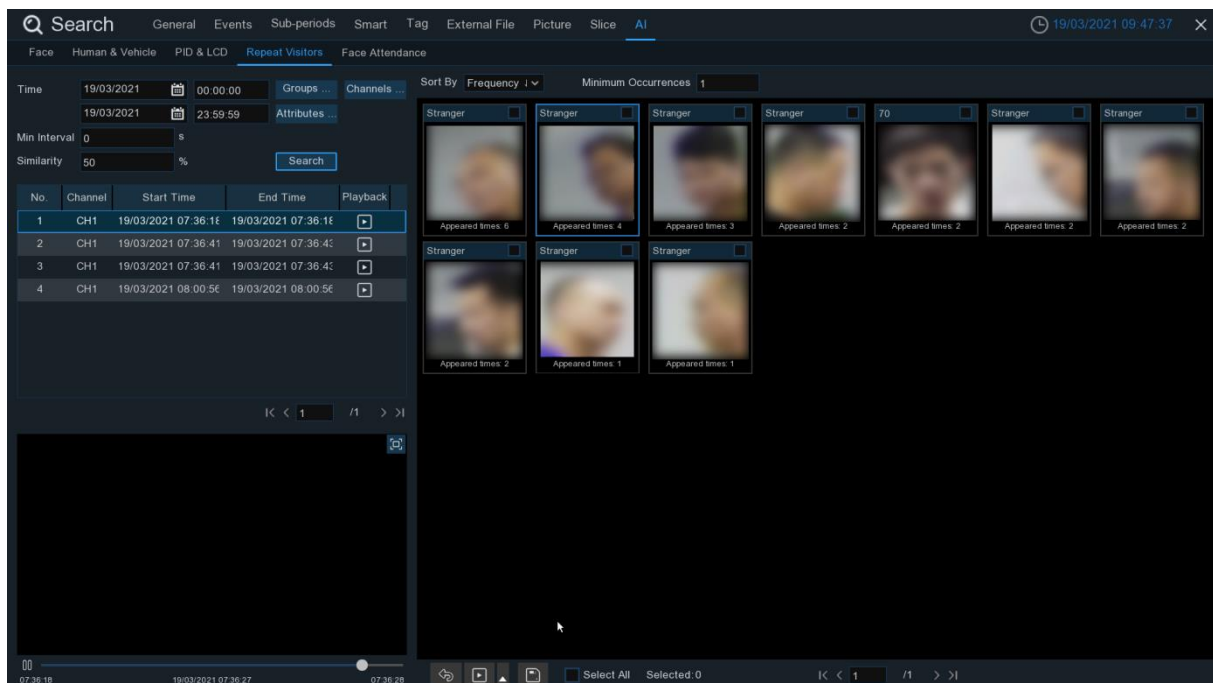 Search General Events Sub-periods Smart Tag External File Picture Slice AI 19/03/2021 09:47:37
Face Human & Vehicle PID & LCD Repeat Visitors Face Attendance
Time 19/03/2021 00:00:00 Groups ... Channels ...
19/03/2021 23:59:59 Attributes ...
Min Interval 0 s
Similarity 50 % Search
No. Channel Start Time End Time Playback
1 CH1 19/03/2021 07:36:18 19/03/2021 07:36:18
2 CH1 19/03/2021 07:36:41 19/03/2021 07:36:43
3 CH1 19/03/2021 07:36:41 19/03/2021 07:36:43
4 CH1 19/03/2021 08:00:56 19/03/2021 08:00:56
1 /1
07:36:18 19/03/2021 07:36:27 07:36:28
Sort By Frequency Minimum Occurrences 1
Stranger Stranger Stranger Stranger 70 Stranger Stranger
Appeared times: 6 Appeared times: 4 Appeared times: 3 Appeared times: 2 Appeared times: 2 Appeared times: 2 Appeared times: 2
Stranger Stranger Stranger
Appeared times: 2 Appeared times: 1 Appeared times: 1
Select All Selected:0 1 /1